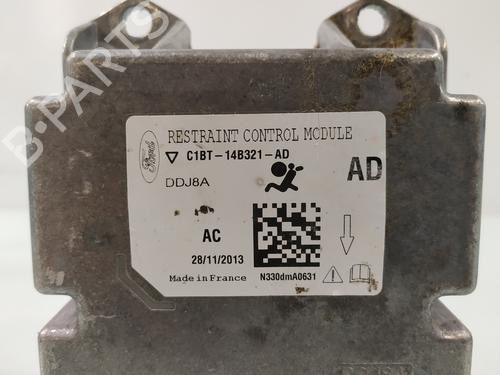 RESTRAINT CONTROL MODULE
Ford
C1BT-14B321-AD
DDJ8A
AD
AC
28/11/2013
Made in France
N330dmA0631
B-PARTS